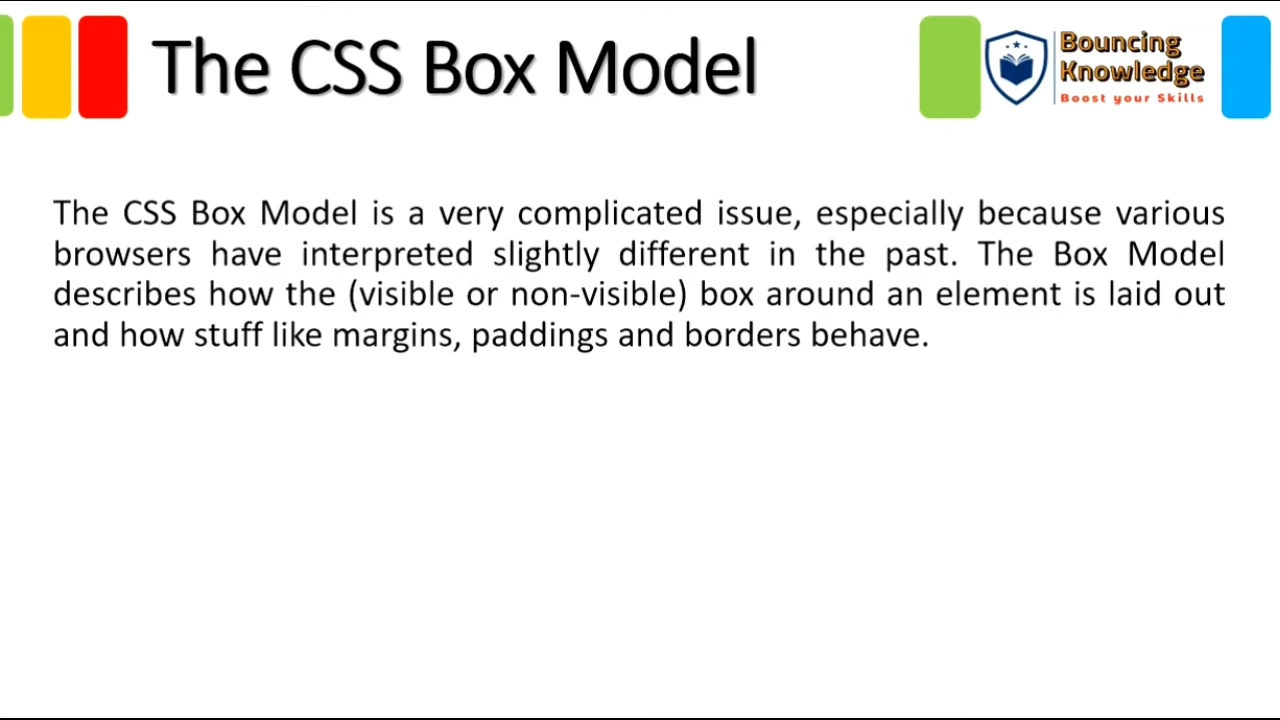 The CSS Box Model
Bouncing
Knowledge
Boost your Skills
The CSS Box Model is a very complicated issue, especially because various
browsers have interpreted slightly different in the past. The Box Model
describes how the (visible or non-visible) box around an element is laid out
and how stuff like margins, paddings and borders behave.